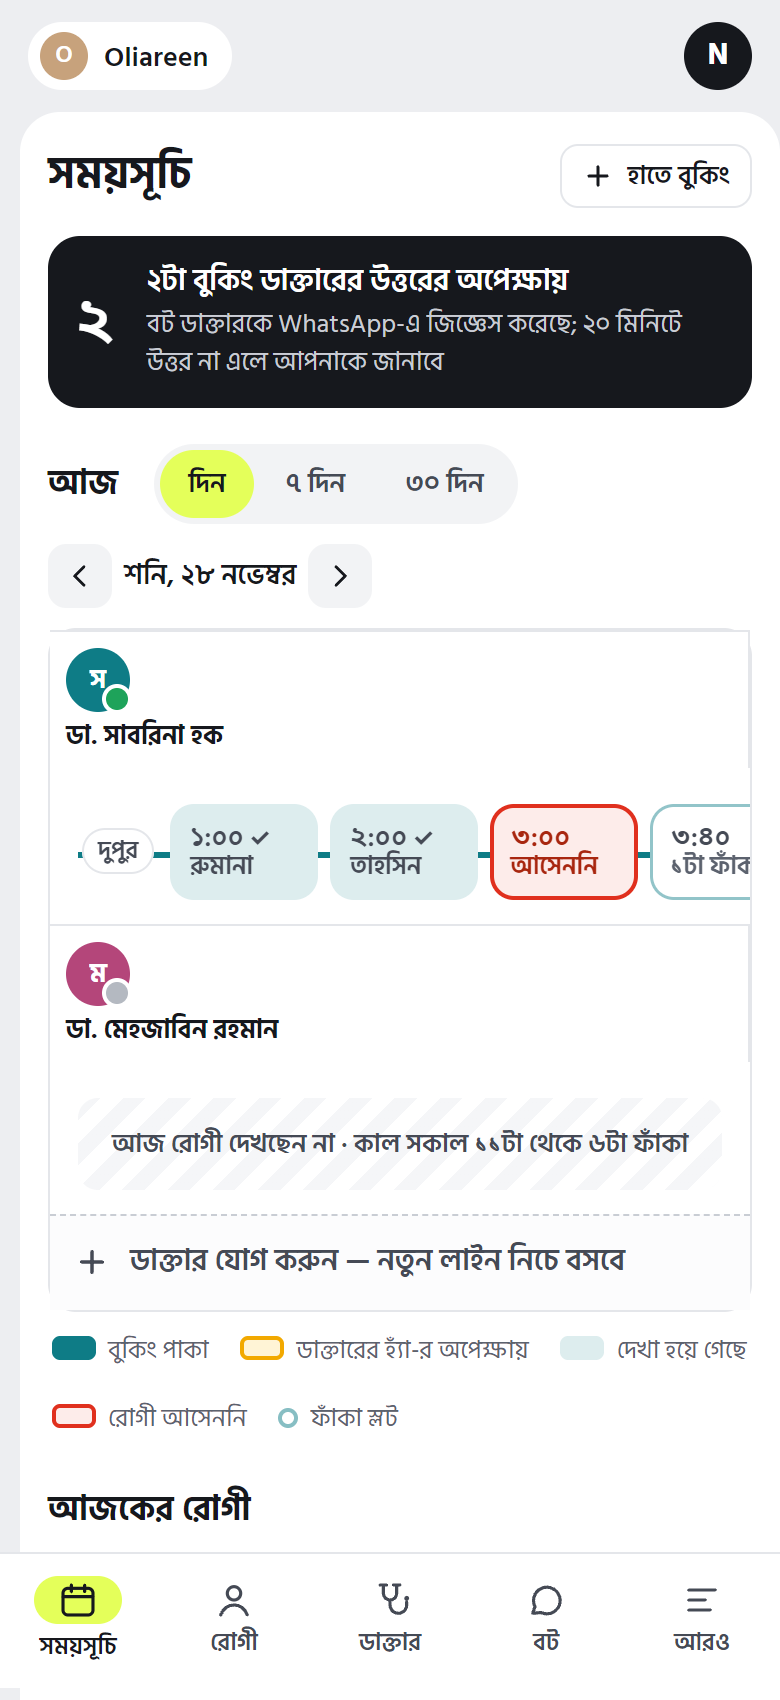 O Oliareen N
সময়সূচি
+ হাতে বুকিং
২
২টা বুকিং ডাক্তারের উত্তরের অপেক্ষায়
বট ডাক্তারকে WhatsApp-এ জিজ্ঞেস করেছে; ২০ মিনিটে
উত্তর না এলে আপনাকে জানাবে
আজ দিন ৭ দিন ৩০ দিন
শনি, ২৮ নভেম্বর
স
ডা. সাবরিনা হক
দুপুর
১:০০ ✓
রুমানা
২:০০ ✓
তাহসিন
৩:০০
আসেননি
৩:৪০
১টা ফাঁক
ম
ডা. মেহজাবিন রহমান
আজ রোগী দেখছেন না · কাল সকাল ১১টা থেকে ৬টা ফাঁকা
+ ডাক্তার যোগ করুন — নতুন লাইন নিচে বসবে
বুকিং পাকা ডাক্তারের হ্যাঁ-র অপেক্ষায় দেখা হয়ে গেছে
রোগী আসেননি ফাঁকা স্লট
আজকের রোগী
সময়সূচি রোগী ডাক্তার বট আরও